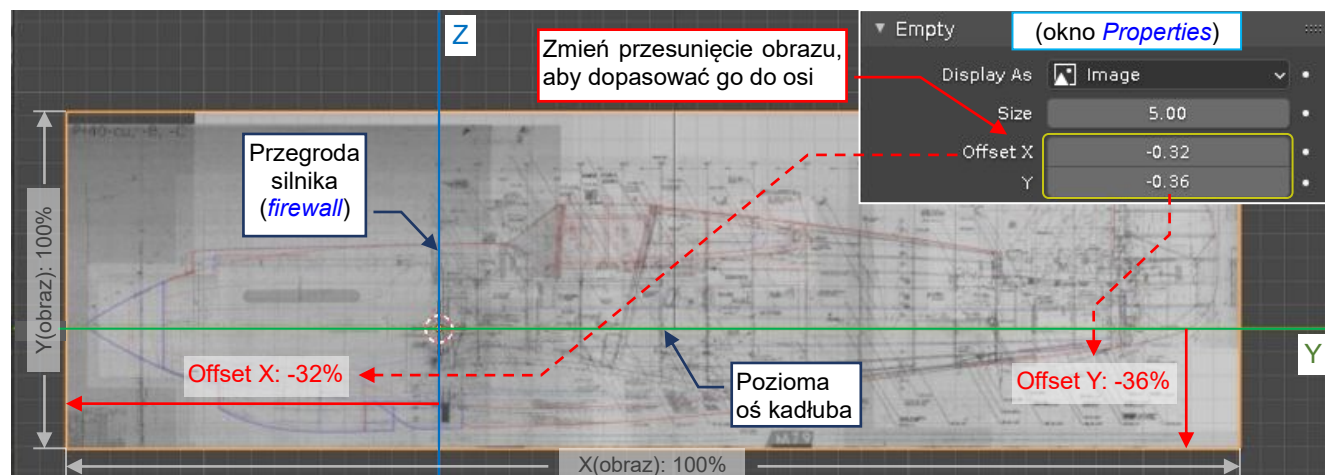 Z
Zmień przesunięcie obrazu,
aby dopasować go do osi
Empty
(okno Properties)
Display As
Image
Size
5.00
Offset X
-0.32
Y
-0.36
Przegroda
silnika
(firewall)
Y(obraz): 100%
Y
Offset X: -32%
Pozioma
oś kadłuba
Offset Y: -36%
X(obraz): 100%